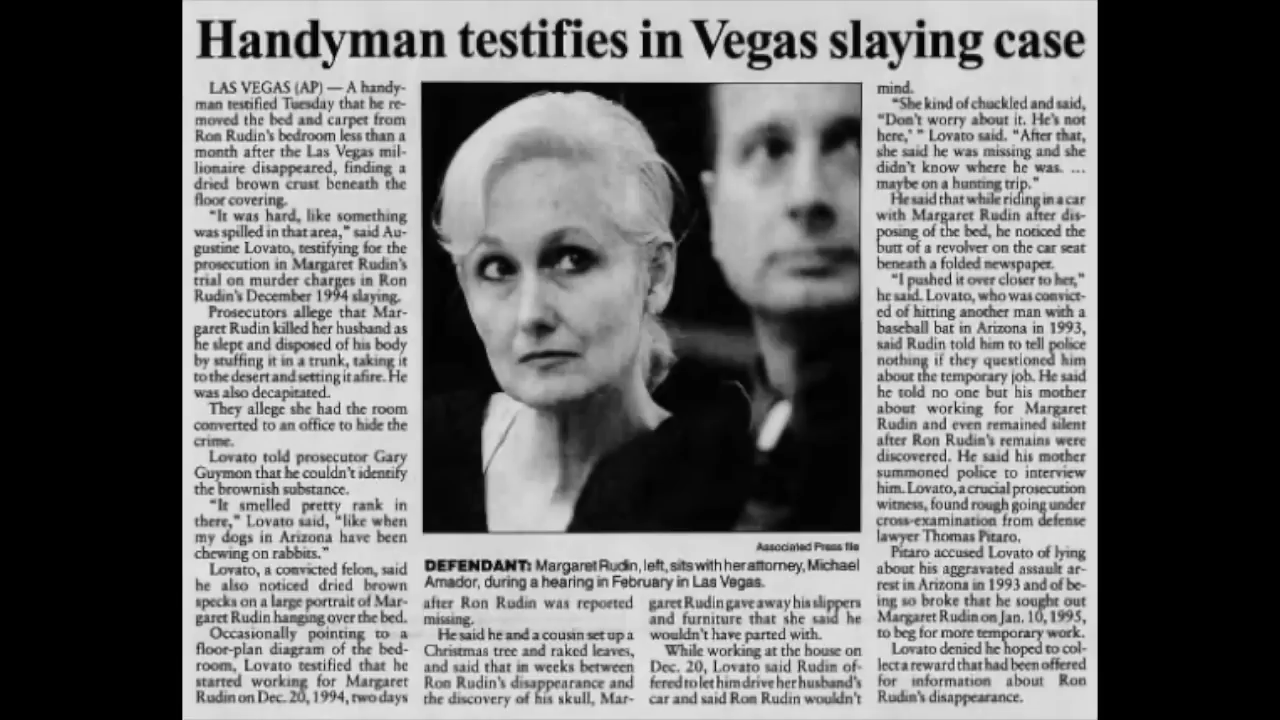 Handyman testifies in Vegas slaying case
LAS VEGAS (AP) — A handy-
man testified Tuesday that he re-
moved the bed and carpet from
Ron Rudin's bedroom less than a
month after the Las Vegas mil-
lionaire disappeared, finding a
dried brown crust beneath the
floor covering.
"It was hard, like something
was spilled in that area," said Au-
gustine Lovato, testifying for the
prosecution in Margaret Rudin's
trial on murder charges in Ron
Rudin's December 1994 slaying.
Prosecutors allege that Mar-
garet Rudin killed her husband as
he slept and disposed of his body
by stuffing it in a trunk, taking it
to the desert and setting it afire. He
was also decapitated.
They allege she had the room
converted to an office to hide the
crime.
Lovato told prosecutor Gary
Guymon that he couldn't identify
the brownish substance.
"It smelled pretty rank in
there," Lovato said, "like when
my dogs in Arizona have been
chewing on rabbits."
Lovato, a convicted felon, said
he also noticed dried brown
specks on a large portrait of Mar-
garet Rudin hanging over the bed.
Occasionally pointing to a
floor-plan diagram of the bed-
room, Lovato testified that he
started working for Margaret
Rudin on Dec. 20, 1994, two days
Associated Press file
DEFENDANT: Margaret Rudin, left, sits with her attorney, Michael
Amador, during a hearing in February in Las Vegas.
after Ron Rudin was reported
missing.
He said he and a cousin set up a
Christmas tree and raked leaves,
and said that in weeks between
Ron Rudin's disappearance and
the discovery of his skull, Mar-
garet Rudin gave away his slippers
and furniture that she said he
wouldn't have parted with.
While working at the house on
Dec. 20, Lovato said Rudin of-
fered to let him drive her husband's
car and said Ron Rudin wouldn't
mind.
"She kind of chuckled and said,
"Don't worry about it. He's not
here,' " Lovato said. "After that,
she said he was missing and she
didn't know where he was. ...
maybe on a hunting trip."
He said that while riding in a car
with Margaret Rudin after dis-
posing of the bed, he noticed the
butt of a revolver on the car seat
beneath a folded newspaper.
"I pushed it over closer to her,"
he said. Lovato, who was convict-
ed of hitting another man with a
baseball bat in Arizona in 1993,
said Rudin told him to tell police
nothing if they questioned him
about the temporary job. He said
he told no one but his mother
about working for Margaret
Rudin and even remained silent
after Ron Rudin's remains were
discovered. He said his mother
summoned police to interview
him. Lovato, a crucial prosecution
witness, found rough going under
cross-examination from defense
lawyer Thomas Pitaro.
Pitaro accused Lovato of lying
about his aggravated assault ar-
rest in Arizona in 1993 and of be-
ing so broke that he sought out
Margaret Rudin on Jan. 10, 1995,
to beg for more temporary work.
Lovato denied he hoped to col-
lect a reward that had been offered
for information about Ron
Rudin's disappearance.